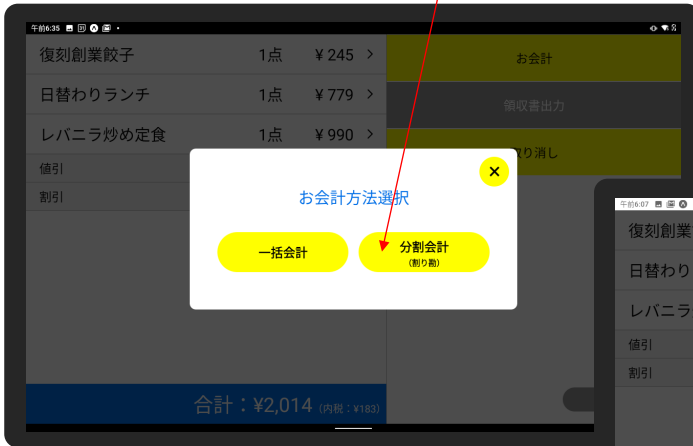 午前6:35
復刻創業餃子 1点 ¥ 245 >
日替わりランチ 1点 ¥ 779 >
レバニラ炒め定食 1点 ¥ 990 >
値引
割引
お会計
領収書出力
取り消し
×
お会計方法選択
一括会計
分割会計
(割り勘)
合計：¥2,014 (内税：¥183)
午前6:07
復刻創業
日替わり
レバニラ
値引
割引